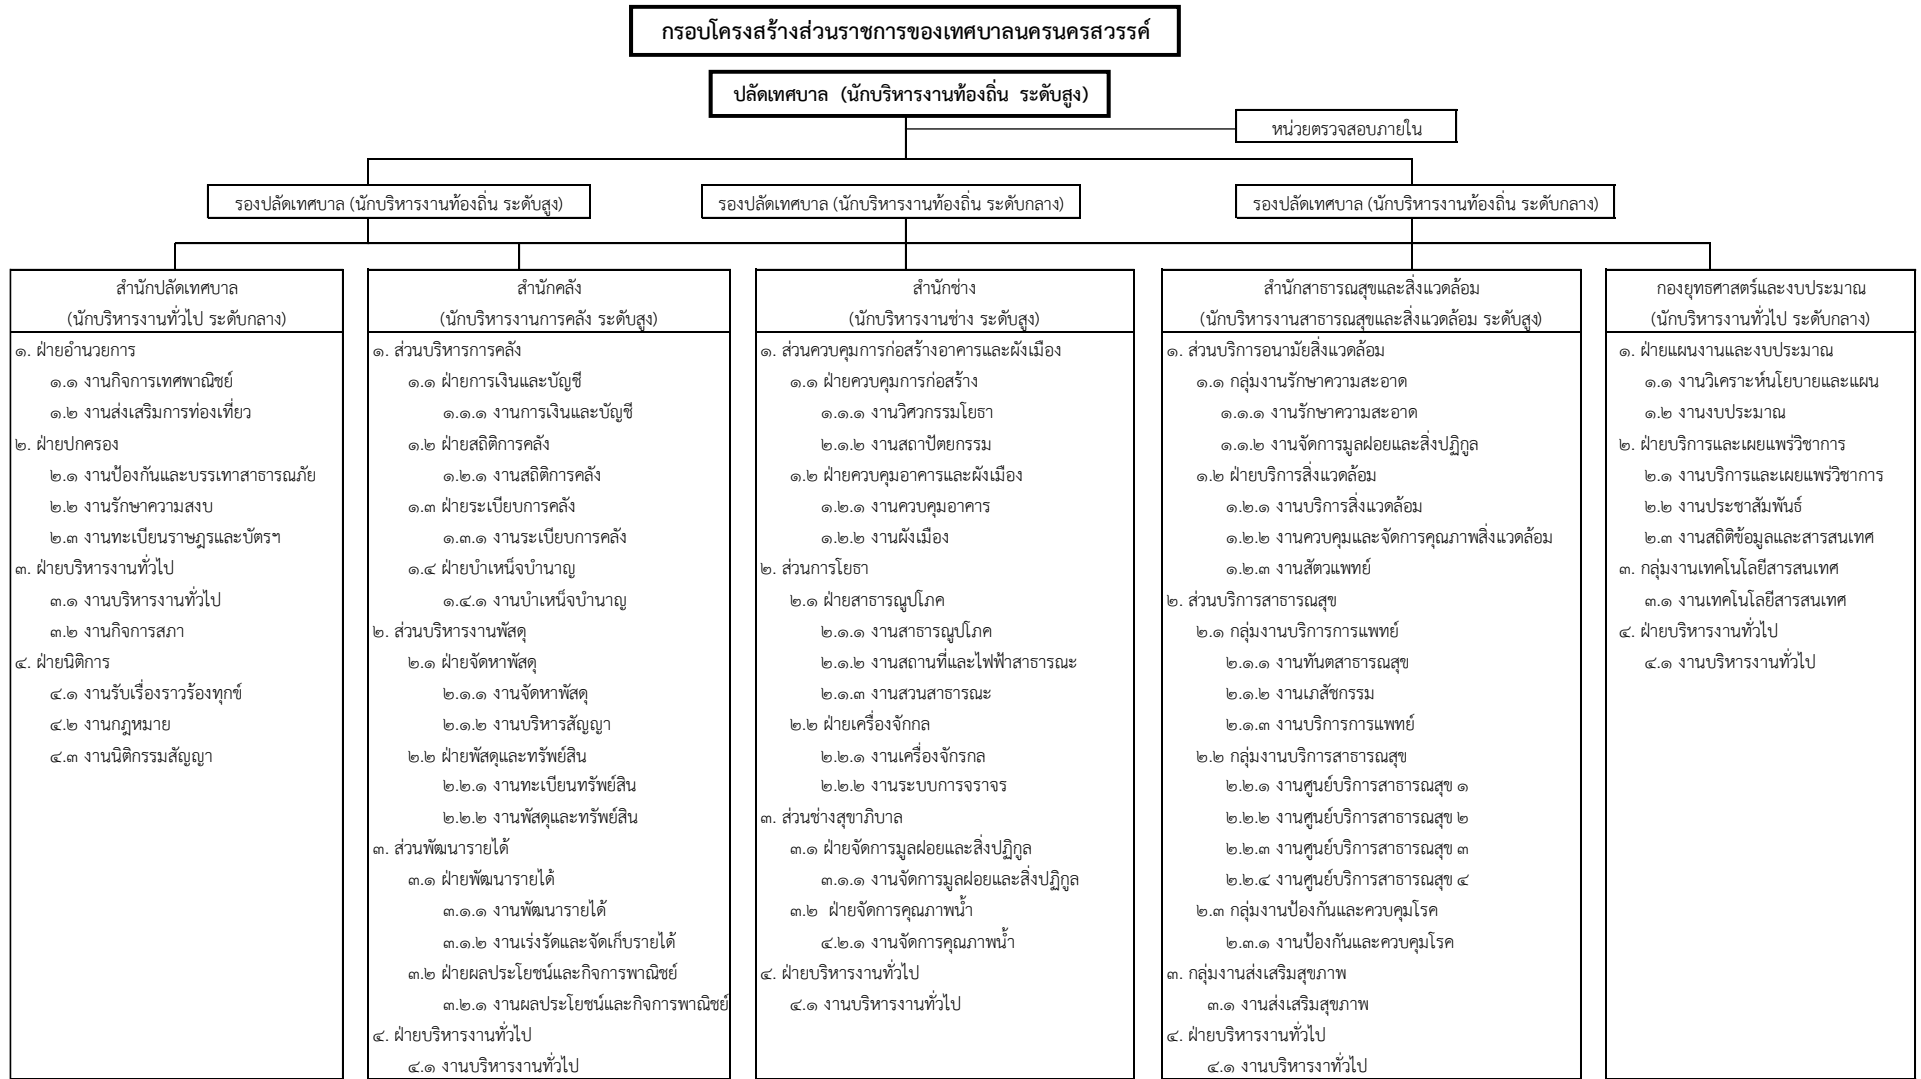 กรอบโครงสร้างส่วนราชการของเทศบาลนครนครสวรรค์
ปลัดเทศบาล (นักบริหารงานท้องถิ่น ระดับสูง)
หน่วยตรวจสอบภายใน
รองปลัดเทศบาล (นักบริหารงานท้องถิ่น ระดับสูง)
รองปลัดเทศบาล (นักบริหารงานท้องถิ่น ระดับกลาง)
รองปลัดเทศบาล (นักบริหารงานท้องถิ่น ระดับกลาง)
สำนักปลัดเทศบาล
(นักบริหารงานทั่วไป ระดับกลาง)
๑. ฝ่ายอำนวยการ
๑.๑ งานกิจการเทศพาณิชย์
๑.๒ งานส่งเสริมการท่องเที่ยว
๒. ฝ่ายปกครอง
๒.๑ งานป้องกันและบรรเทาสาธารณภัย
๒.๒ งานรักษาความสงบ
๒.๓ งานทะเบียนราษฎรและบัตรฯ
๓. ฝ่ายบริหารงานทั่วไป
๓.๑ งานบริหารงานทั่วไป
๓.๒ งานกิจการสภา
๔. ฝ่ายนิติการ
๔.๑ งานรับเรื่องราวร้องทุกข์
๔.๒ งานกฎหมาย
๔.๓ งานนิติกรรมสัญญา
สำนักคลัง
(นักบริหารงานการคลัง ระดับสูง)
๑. ส่วนบริหารการคลัง
๑.๑ ฝ่ายการเงินและบัญชี
๑.๑.๑ งานการเงินและบัญชี
๑.๒ ฝ่ายสถิติการคลัง
๑.๒.๑ งานสถิติการคลัง
๑.๓ ฝ่ายระเบียบการคลัง
๑.๓.๑ งานระเบียบการคลัง
๑.๔ ฝ่ายบำเหน็จบำนาญ
๑.๔.๑ งานบำเหน็จบำนาญ
๒. ส่วนบริหารงานพัสดุ
๒.๑ ฝ่ายจัดหาพัสดุ
๒.๑.๑ งานจัดหาพัสดุ
๒.๑.๒ งานบริหารสัญญา
๒.๒ ฝ่ายพัสดุและทรัพย์สิน
๒.๒.๑ งานทะเบียนทรัพย์สิน
๒.๒.๒ งานพัสดุและทรัพย์สิน
๓. ส่วนพัฒนารายได้
๓.๑ ฝ่ายพัฒนารายได้
๓.๑.๑ งานพัฒนารายได้
๓.๑.๒ งานเร่งรัดและจัดเก็บรายได้
๓.๒ ฝ่ายผลประโยชน์และกิจการพาณิชย์
๓.๒.๑ งานผลประโยชน์และกิจการพาณิชย์
๔. ฝ่ายบริหารงานทั่วไป
๔.๑ งานบริหารงานทั่วไป
สำนักช่าง
(นักบริหารงานช่าง ระดับสูง)
๑. ส่วนควบคุมการก่อสร้างอาคารและผังเมือง
๑.๑ ฝ่ายควบคุมการก่อสร้าง
๑.๑.๑ งานวิศวกรรมโยธา
๒.๑.๒ งานสถาปัตยกรรม
๑.๒ ฝ่ายควบคุมอาคารและผังเมือง
๑.๒.๑ งานควบคุมอาคาร
๑.๒.๒ งานผังเมือง
๒. ส่วนการโยธา
๒.๑ ฝ่ายสาธารณูปโภค
๒.๑.๑ งานสาธารณูปโภค
๒.๑.๒ งานสถานที่และไฟฟ้าสาธารณะ
๒.๑.๓ งานสวนสาธารณะ
๒.๒ ฝ่ายเครื่องจักกล
๒.๒.๑ งานเครื่องจักรกล
๒.๒.๒ งานระบบการจราจร
๓. ส่วนช่างสุขาภิบาล
๓.๑ ฝ่ายจัดการมูลฝอยและสิ่งปฏิกูล
๓.๑.๑ งานจัดการมูลฝอยและสิ่งปฏิกูล
๓.๒ ฝ่ายจัดการคุณภาพน้ำ
๔.๒.๑ งานจัดการคุณภาพน้ำ
๔. ฝ่ายบริหารงานทั่วไป
๔.๑ งานบริหารงานทั่วไป
สำนักสาธารณสุขและสิ่งแวดล้อม
(นักบริหารงานสาธารณสุขและสิ่งแวดล้อม ระดับสูง)
๑. ส่วนบริการอนามัยสิ่งแวดล้อม
๑.๑ กลุ่มงานรักษาความสะอาด
๑.๑.๑ งานรักษาความสะอาด
๑.๑.๒ งานจัดการมูลฝอยและสิ่งปฏิกูล
๑.๒ ฝ่ายบริการสิ่งแวดล้อม
๑.๒.๑ งานบริการสิ่งแวดล้อม
๑.๒.๒ งานควบคุมและจัดการคุณภาพสิ่งแวดล้อม
๑.๒.๓ งานสัตวแพทย์
๒. ส่วนบริการสาธารณสุข
๒.๑ กลุ่มงานบริการการแพทย์
๒.๑.๑ งานทันตสาธารณสุข
๒.๑.๒ งานเภสัชกรรม
๒.๑.๓ งานบริการการแพทย์
๒.๒ กลุ่มงานบริการสาธารณสุข
๒.๒.๑ งานศูนย์บริการสาธารณสุข ๑
๒.๒.๒ งานศูนย์บริการสาธารณสุข ๒
๒.๒.๓ งานศูนย์บริการสาธารณสุข ๓
๒.๒.๔ งานศูนย์บริการสาธารณสุข ๔
๒.๓ กลุ่มงานป้องกันและควบคุมโรค
๒.๓.๑ งานป้องกันและควบคุมโรค
๓. กลุ่มงานส่งเสริมสุขภาพ
๓.๑ งานส่งเสริมสุขภาพ
๔. ฝ่ายบริหารงานทั่วไป
๔.๑ งานบริหารงาทั่วไป
กองยุทธศาสตร์และงบประมาณ
(นักบริหารงานทั่วไป ระดับกลาง)
๑. ฝ่ายแผนงานและงบประมาณ
๑.๑ งานวิเคราะห์นโยบายและแผน
๑.๒ งานงบประมาณ
๒. ฝ่ายบริการและเผยแพร่วิชาการ
๒.๑ งานบริการและเผยแพร่วิชาการ
๒.๒ งานประชาสัมพันธ์
๒.๓ งานสถิติข้อมูลและสารสนเทศ
๓. กลุ่มงานเทคโนโลยีสารสนเทศ
๓.๑ งานเทคโนโลยีสารสนเทศ
๔. ฝ่ายบริหารงานทั่วไป
๔.๑ งานบริหารงานทั่วไป